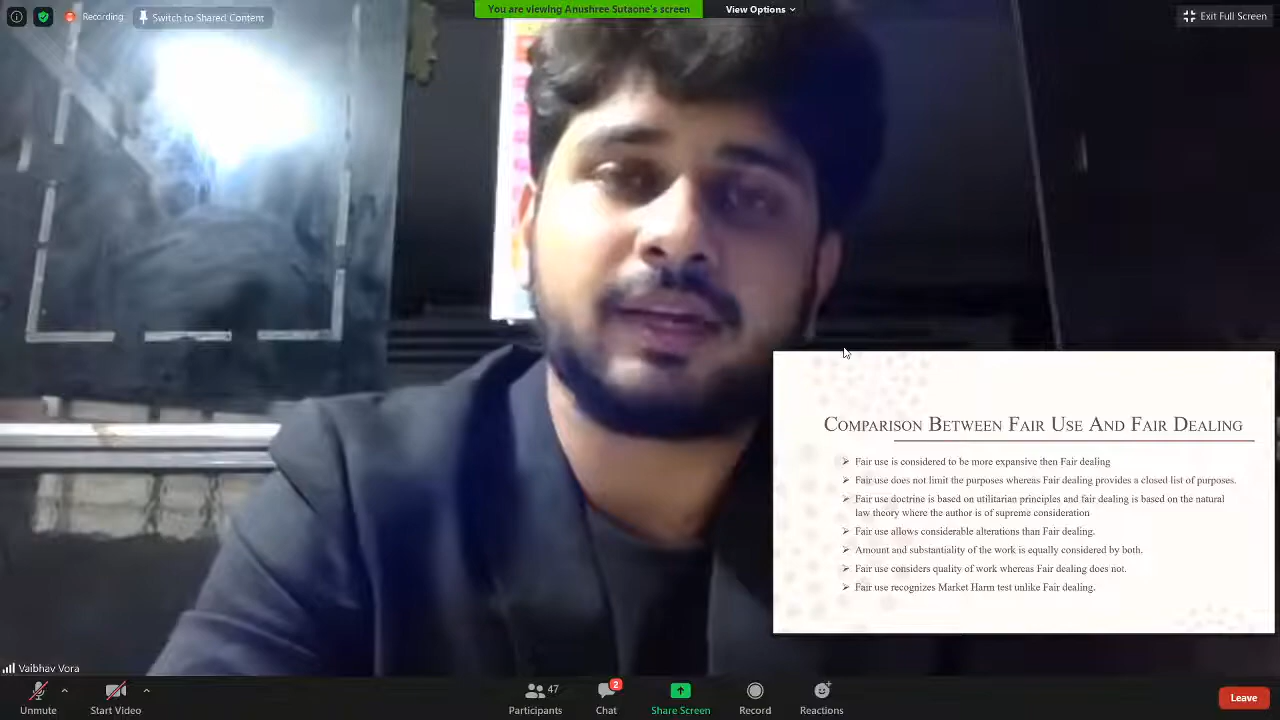 Recording
Switch to Shared Content
You are viewing Anushree Sutaone's screen
View Options
Exit Full Screen
COMPARISON BETWEEN FAIR USE AND FAIR DEALING
➢ Fair use is considered to be more expansive then Fair dealing
➢ Fair use does not limit the purposes whereas Fair dealing provides a closed list of purposes.
➢ Fair use doctrine is based on utilitarian principles and fair dealing is based on the natural
law theory where the author is of supreme consideration
➢ Fair use allows considerable alterations than Fair dealing.
➢ Amount and substantiality of the work is equally considered by both.
➢ Fair use considers quality of work whereas Fair dealing does not.
➢ Fair use recognizes Market Harm test unlike Fair dealing.
Vaibhav Vora
Unmute
Start Video
47
Participants
2
Chat
Share Screen
Record
Reactions
Leave